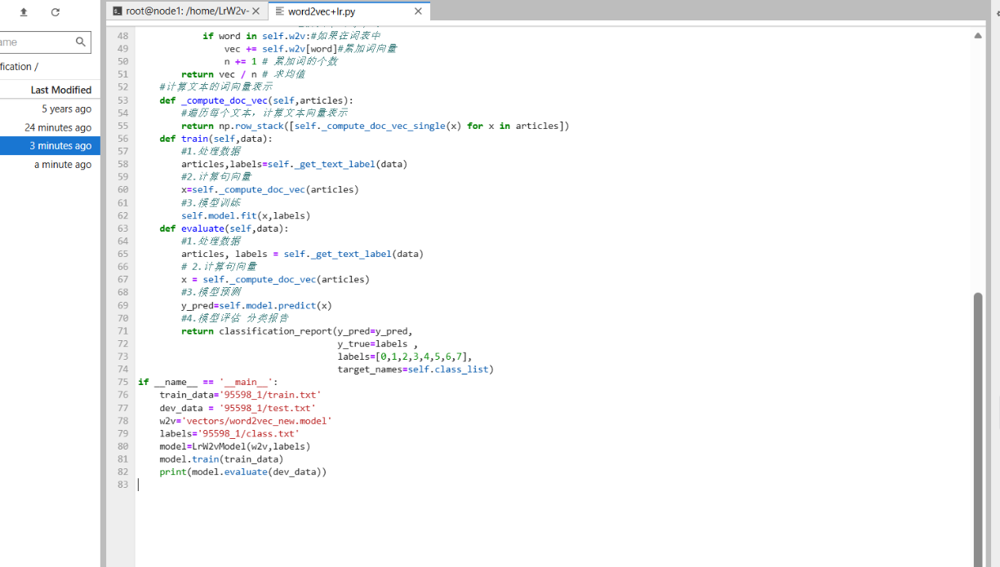 root@node1: /home/LrW2v-
word2vec+lr.py
ame
fication /
Last Modified
5 years ago
24 minutes ago
3 minutes ago
a minute ago
48 if word in self.w2v:#如果在词表中
49 vec += self.w2v[word]#累加词向量
50 n += 1 # 累加词的个数
51 return vec / n # 求均值
52 #计算文本的词向量表示
53 def _compute_doc_vec(self,articles):
54 #遍历每个文本，计算文本向量表示
55 return np.row_stack([self._compute_doc_vec_single(x) for x in articles])
56 def train(self,data):
57 #1.处理数据
58 articles,labels=self._get_text_label(data)
59 #2.计算句向量
60 x=self._compute_doc_vec(articles)
61 #3.模型训练
62 self.model.fit(x,labels)
63 def evaluate(self,data):
64 #1.处理数据
65 articles, labels = self._get_text_label(data)
66 # 2.计算句向量
67 x = self._compute_doc_vec(articles)
68 #3.模型预测
69 y_pred=self.model.predict(x)
70 #4.模型评估 分类报告
71 return classification_report(y_pred=y_pred,
72 y_true=labels ,
73 labels=[0,1,2,3,4,5,6,7],
74 target_names=self.class_list)
75 if __name__ == '__main__':
76 train_data='95598_1/train.txt'
77 dev_data = '95598_1/test.txt'
78 w2v='vectors/word2vec_new.model'
79 labels='95598_1/class.txt'
80 model=LrW2vModel(w2v,labels)
81 model.train(train_data)
82 print(model.evaluate(dev_data))
83